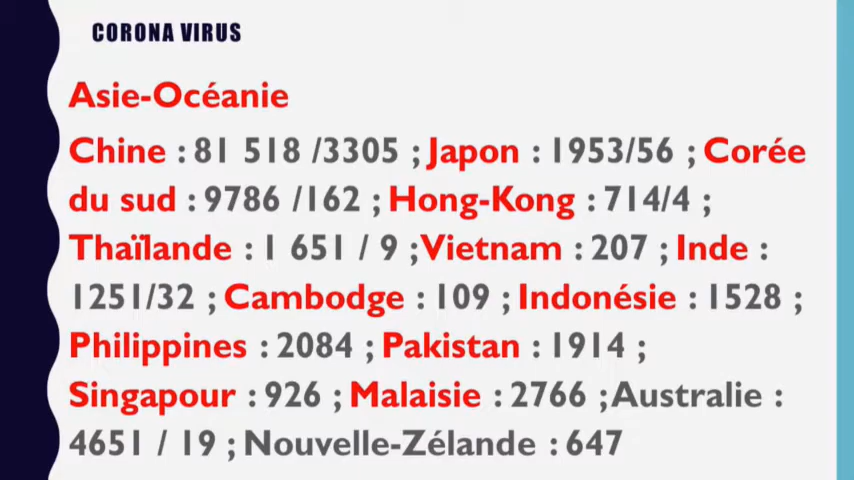 CORONA VIRUS
Asie-Océanie
Chine : 81 518 /3305 ; Japon : 1953/56 ; Corée
du sud : 9786 /162 ; Hong-Kong : 714/4 ;
Thaïlande : 1 651 / 9 ; Vietnam : 207 ; Inde :
1251/32 ; Cambodge : 109 ; Indonésie : 1528 ;
Philippines : 2084 ; Pakistan : 1914 ;
Singapour : 926 ; Malaisie : 2766 ; Australie :
4651 / 19 ; Nouvelle-Zélande : 647